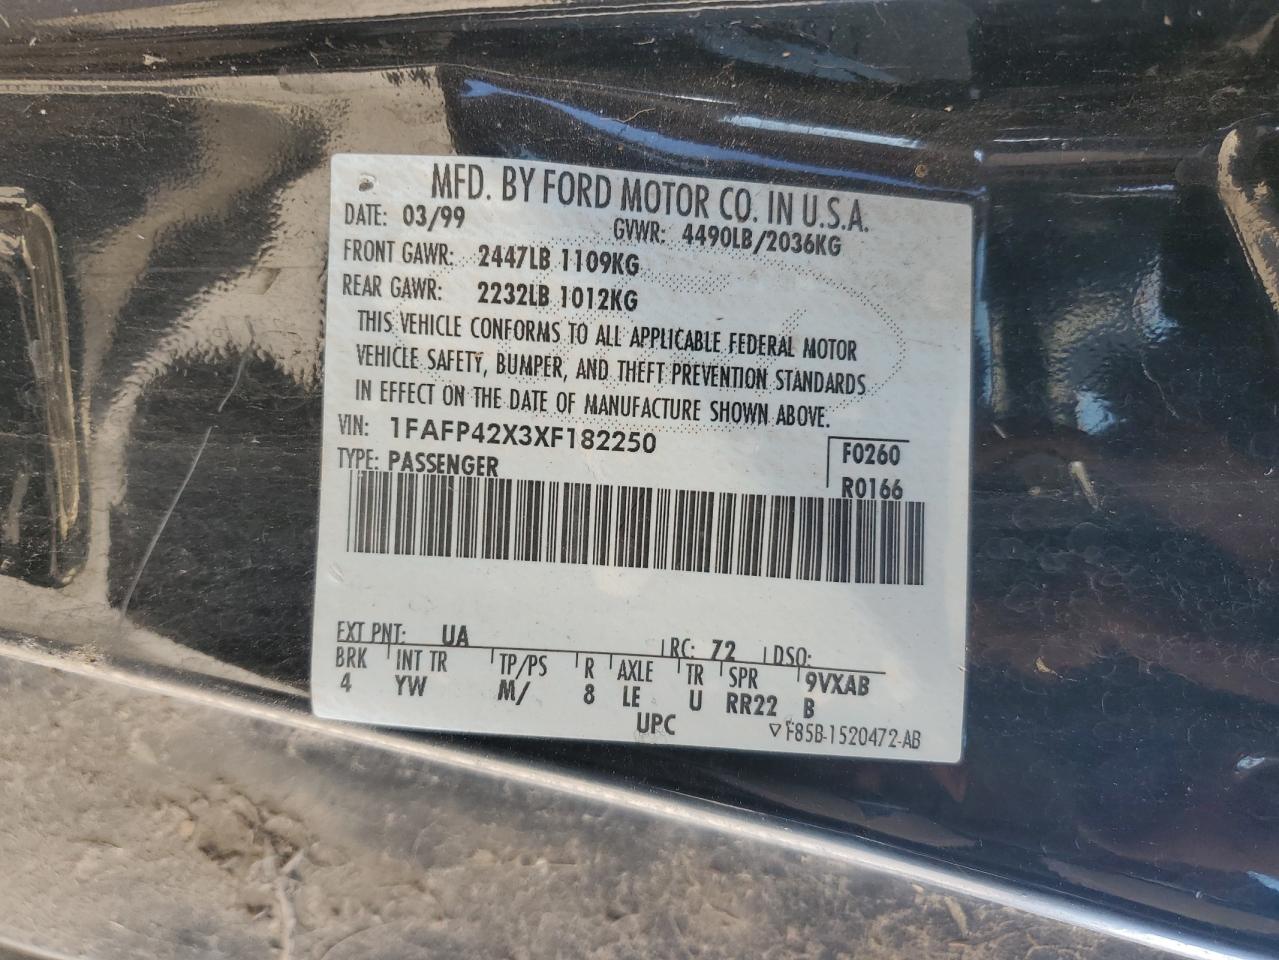 MFD. BY FORD MOTOR CO. IN U.S.A.
DATE: 03/99 GVWR: 4490LB/2036KG
FRONT GAWR: 2447LB 1109KG
REAR GAWR: 2232LB 1012KG
THIS VEHICLE CONFORMS TO ALL APPLICABLE FEDERAL MOTOR
VEHICLE SAFETY, BUMPER, AND THEFT PREVENTION STANDARDS
IN EFFECT ON THE DATE OF MANUFACTURE SHOWN ABOVE.
VIN: 1FAFP42X3XF182250
F0260
TYPE: PASSENGER
R0166
EXT PNT: UA RC: 72 DSO:
BRK INT TR TP/PS R AXLE TR SPR 9VXAB
4 YW M/ 8 LE U RR22 B
UPC ▽F85B-1520472-AB